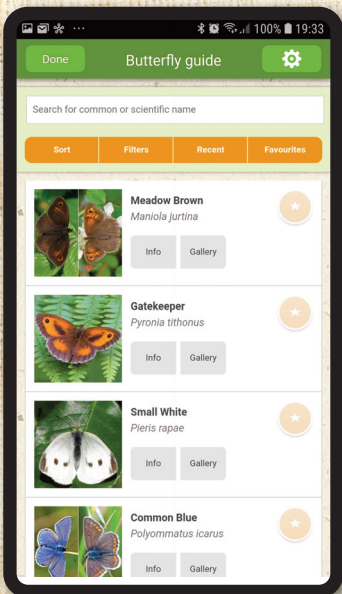 100% 19:33
Done Butterfly guide
Search for common or scientific name
Sort Filters Recent Favourites
Meadow Brown
Maniola jurtina
Info Gallery
Gatekeeper
Pyronia tithonus
Info Gallery
Small White
Pieris rapae
Info Gallery
Common Blue
Polyommatus icarus
Info Gallery